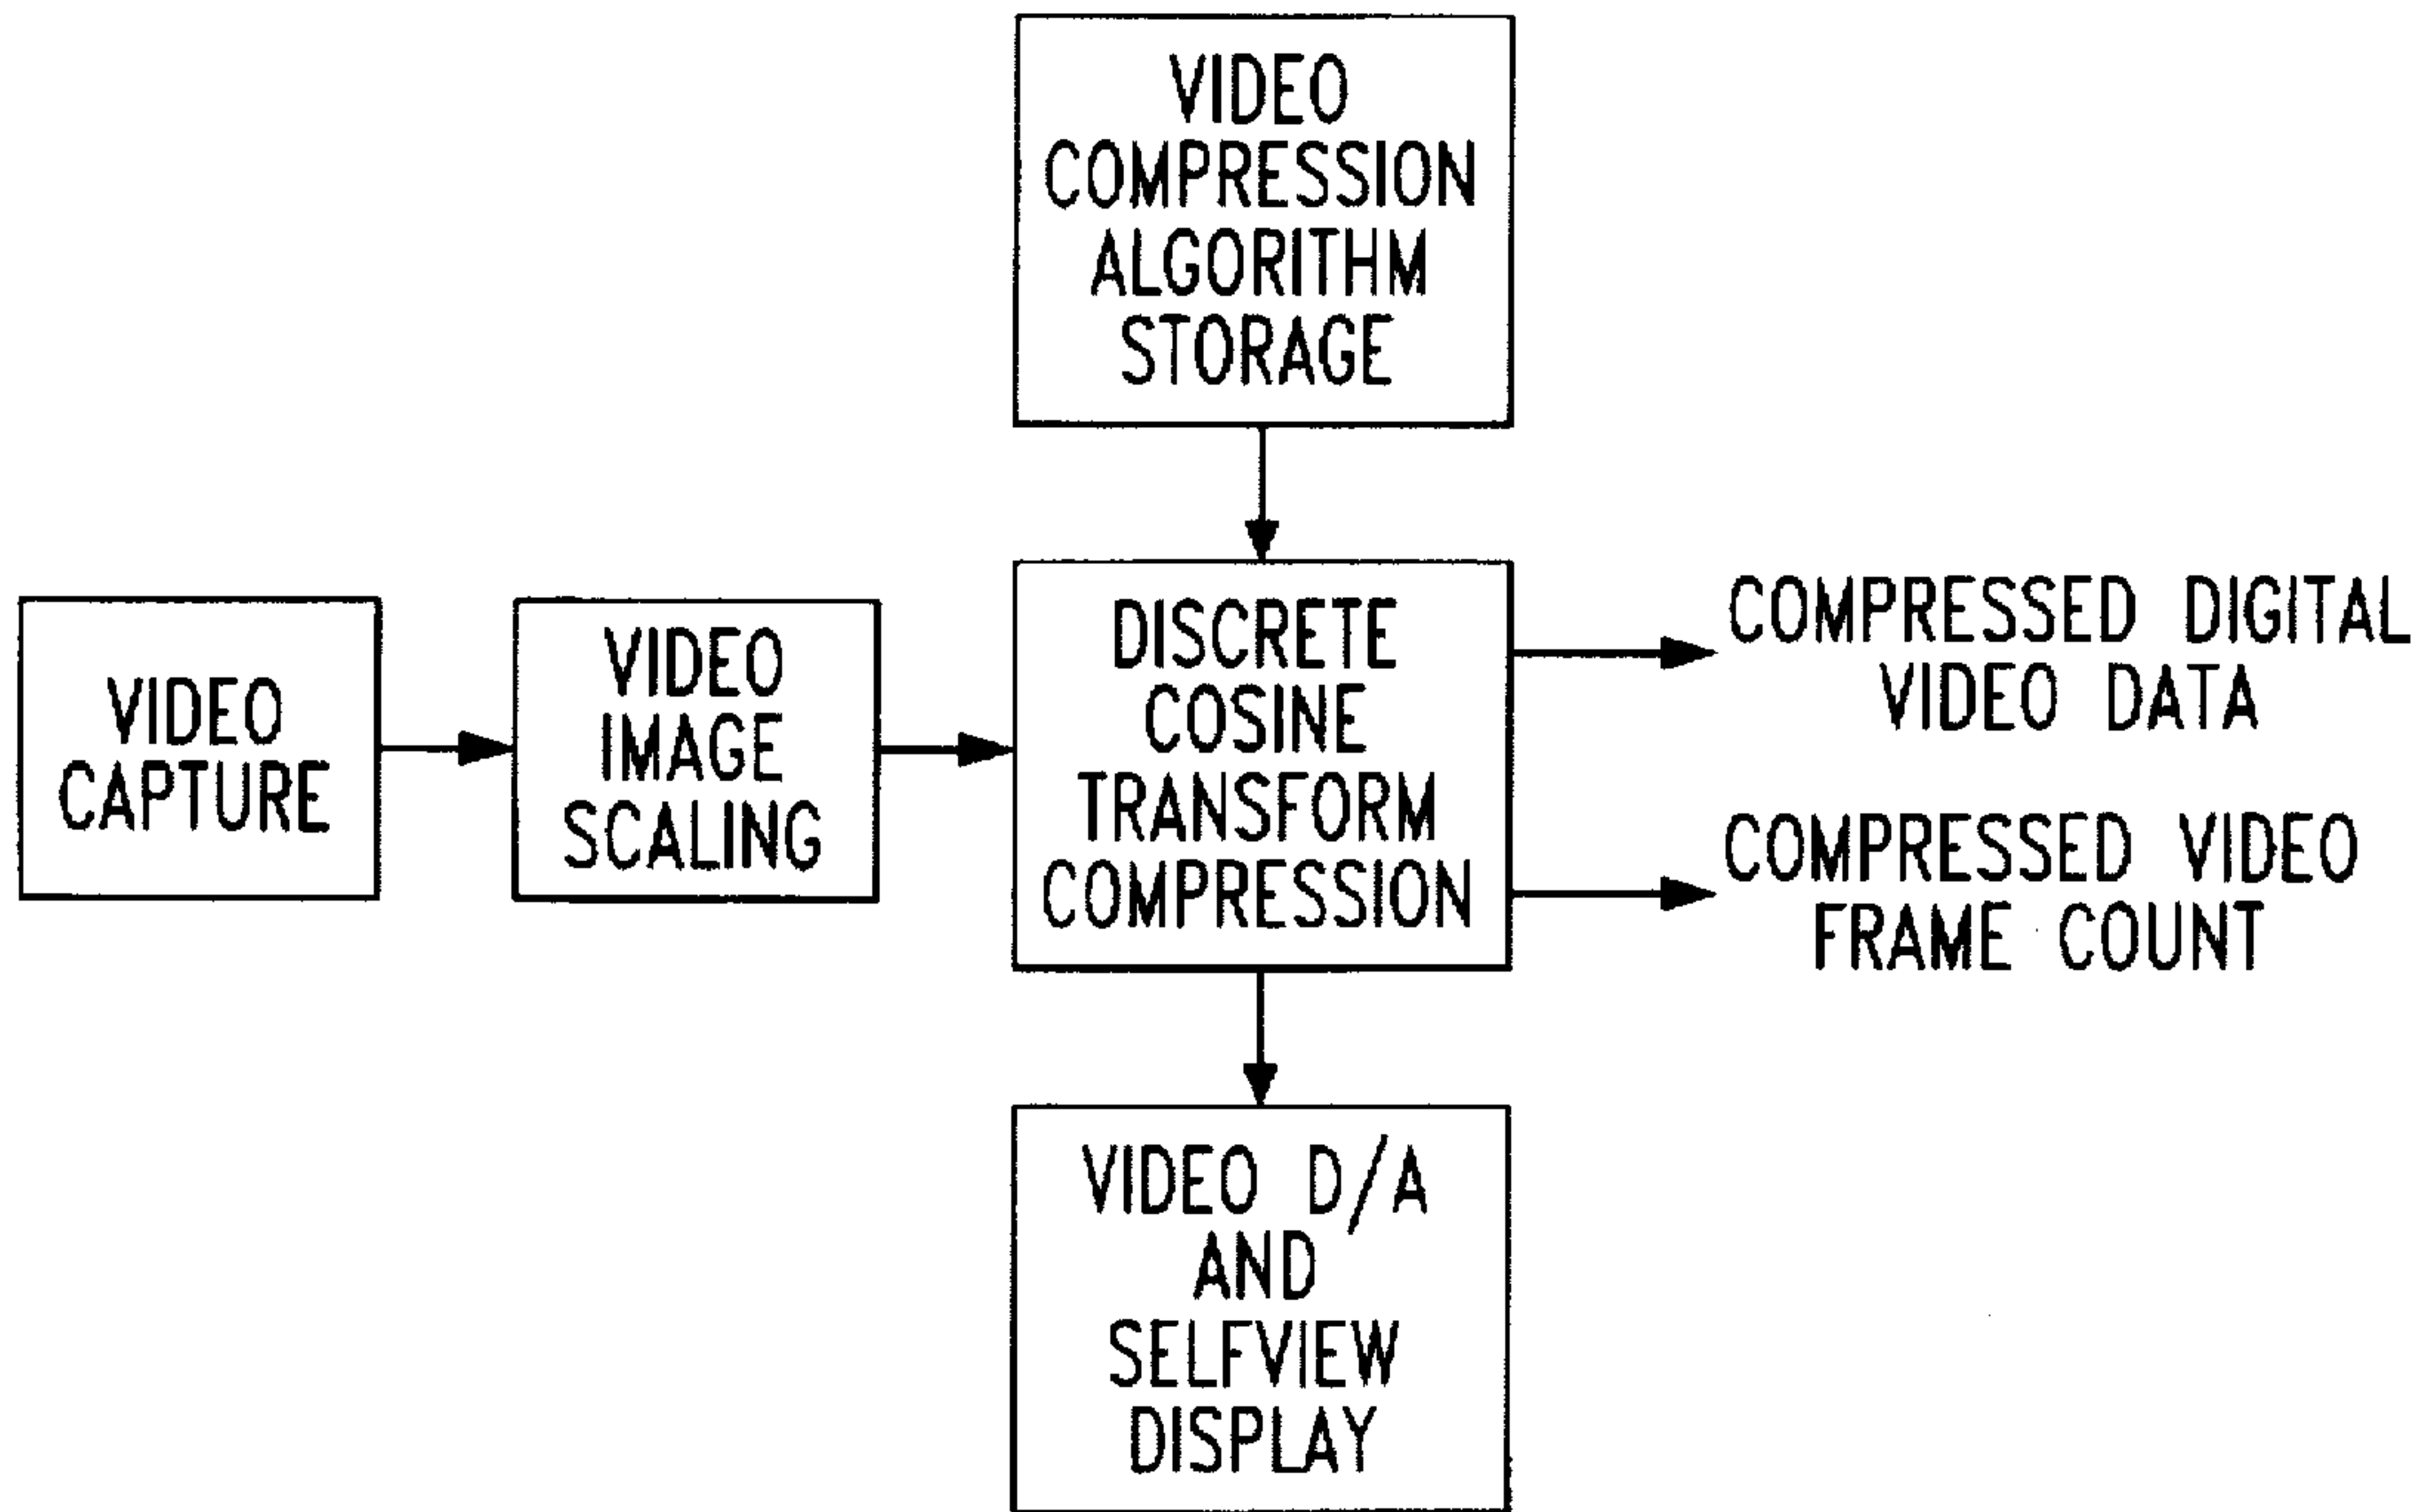 VIDEO
COMPRESSION
ALGORITHM
STORAGE
VIDEO
CAPTURE
VIDEO
IMAGE
SCALING
DISCRETE
COSINE
TRANSFORM
COMPRESSION
COMPRESSED DIGITAL
VIDEO DATA
COMPRESSED VIDEO
FRAME COUNT
VIDEO D/A
AND
SELFVIEW
DISPLAY